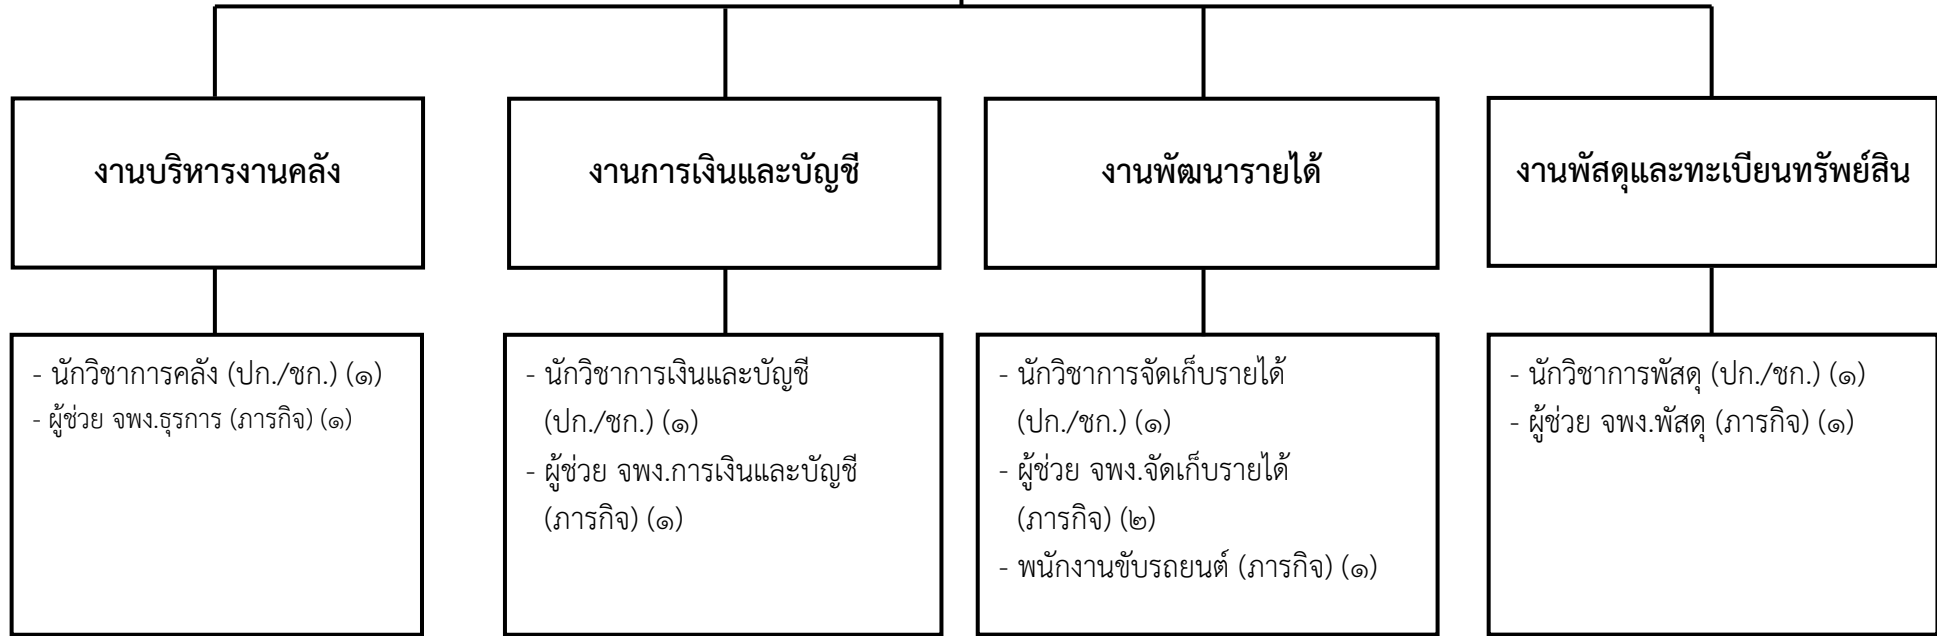 งานบริหารงานคลัง
งานการเงินและบัญชี
งานพัฒนารายได้
งานพัสดุและทะเบียนทรัพย์สิน
- นักวิชาการคลัง (ปก./ชก.) (๑)
- ผู้ช่วย จพง.ธุรการ (ภารกิจ) (๑)
- นักวิชาการเงินและบัญชี
(ปก./ชก.) (๑)
- ผู้ช่วย จพง.การเงินและบัญชี
(ภารกิจ) (๑)
- นักวิชาการจัดเก็บรายได้
(ปก./ชก.) (๑)
- ผู้ช่วย จพง.จัดเก็บรายได้
(ภารกิจ) (๒)
- พนักงานขับรถยนต์ (ภารกิจ) (๑)
- นักวิชาการพัสดุ (ปก./ชก.) (๑)
- ผู้ช่วย จพง.พัสดุ (ภารกิจ) (๑)